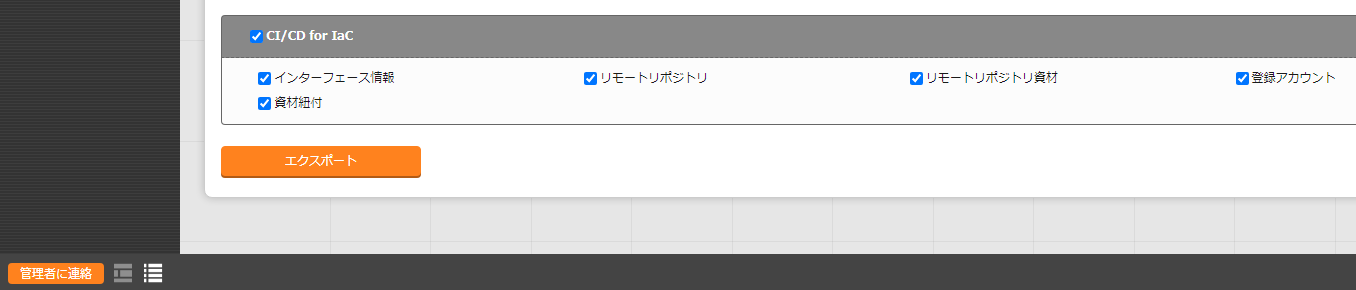 CI/CD for IaC
インターフェース情報 リモートリポジトリ リモートリポジトリ資材 登録アカウント
資材紐付
エクスポート
管理者に連絡